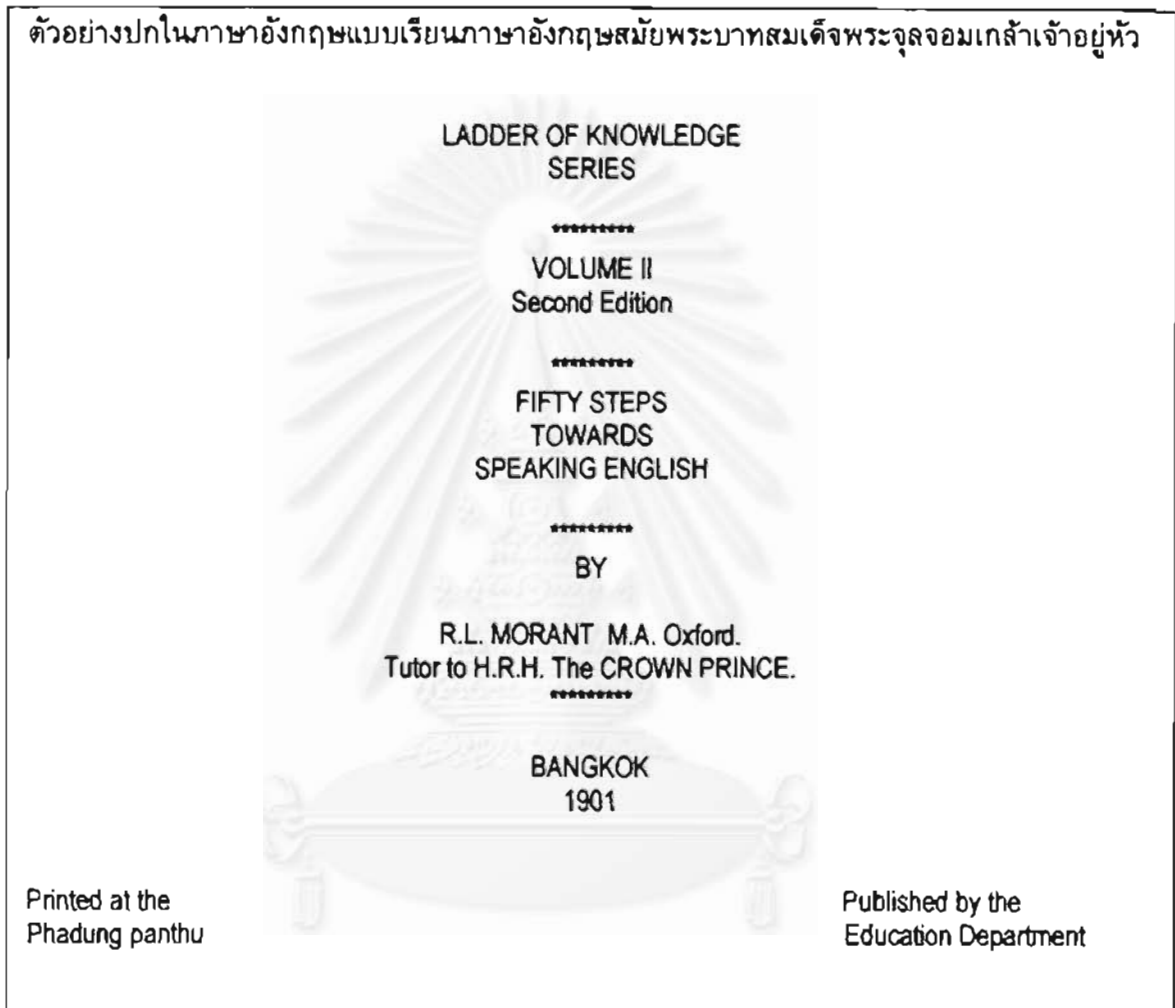 ตัวอย่างปกในภาษาอังกฤษแบบเรียนภาษาอังกฤษสมัยพระบาทสมเด็จพระจุลจอมเกล้าเจ้าอยู่หัว
LADDER OF KNOWLEDGE
SERIES
*********
VOLUME II
Second Edition
*********
FIFTY STEPS
TOWARDS
SPEAKING ENGLISH
*********
BY
R.L. MORANT M.A. Oxford.
Tutor to H.R.H. The CROWN PRINCE.
*********
BANGKOK
1901
Printed at the
Phadung panthu
Published by the
Education Department